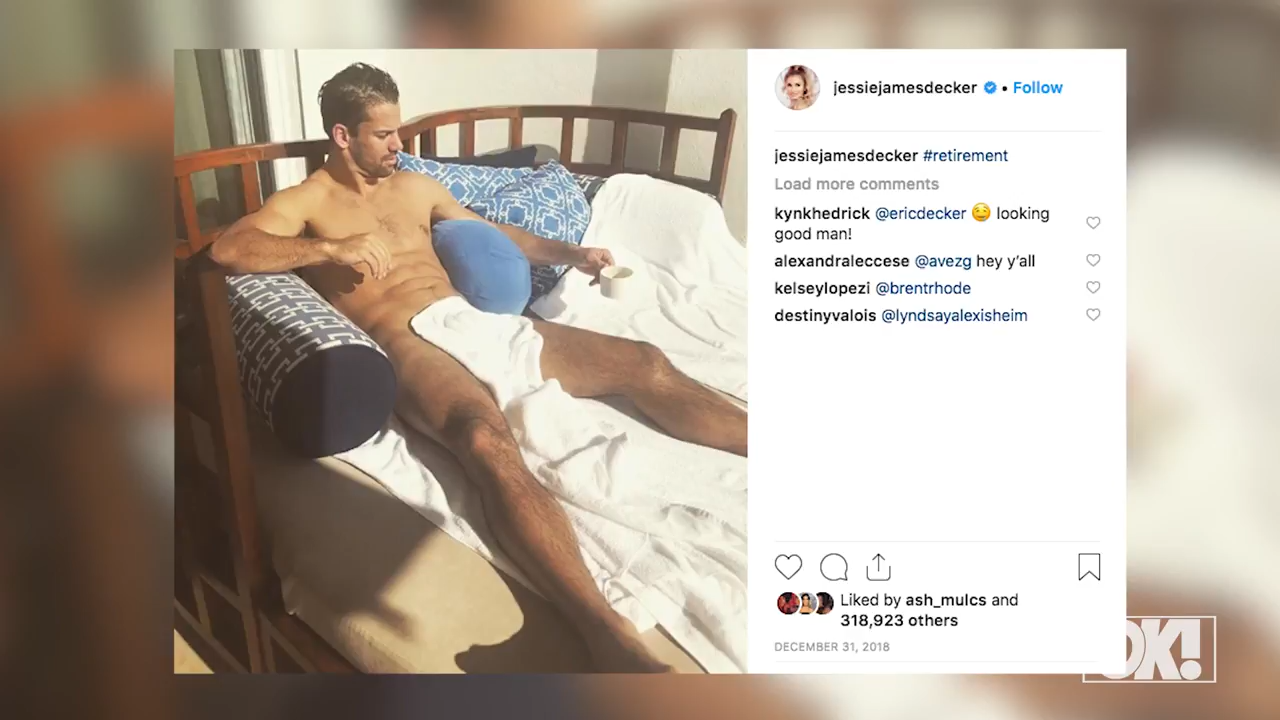 jessiejamesdecker • Follow
jessiejamesdecker #retirement
Load more comments
kynkhedrick @ericdecker 🤤 looking
good man!
alexandraleccese @avezg hey y'all
kelseylopezi @brentrhode
destinyvalois @lyndsayalexisheim
Liked by ash_mulcs and
318,923 others
DECEMBER 31, 2018
OK!